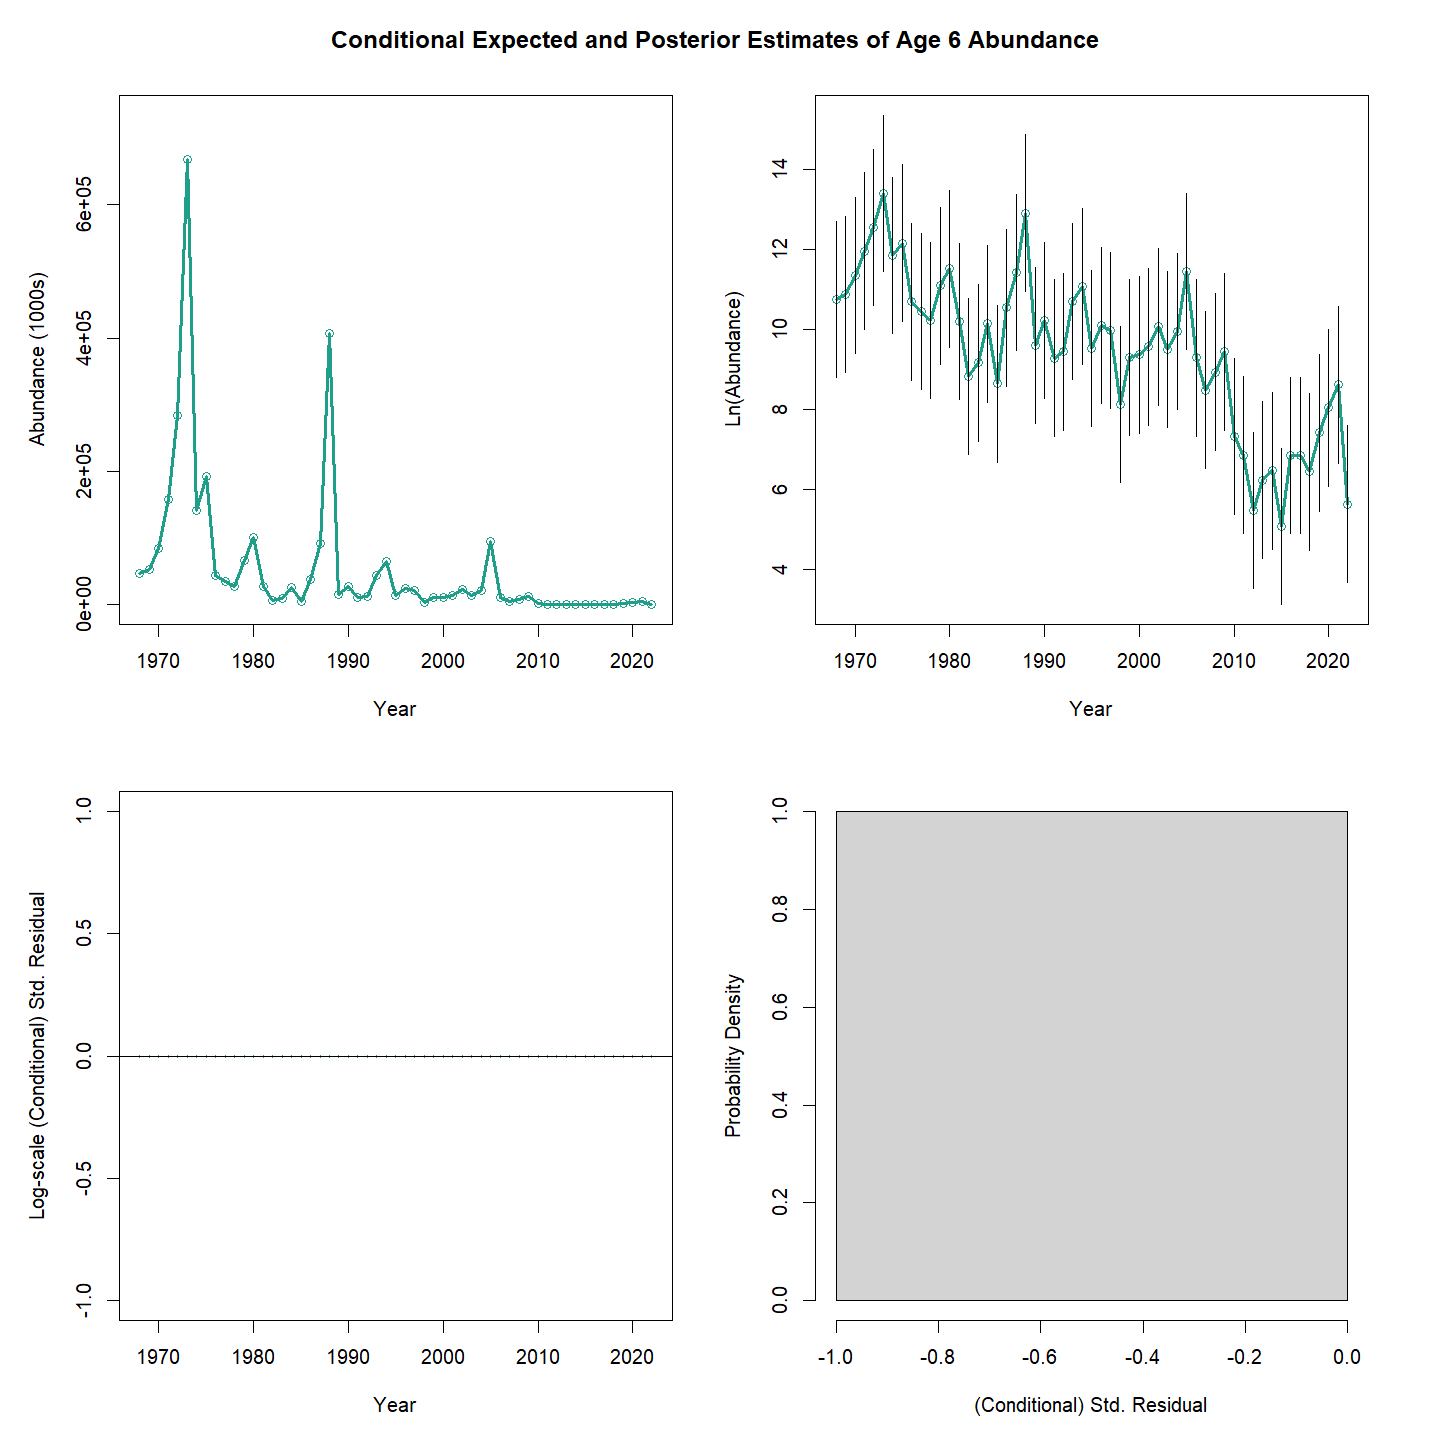 Conditional Expected and Posterior Estimates of Age 6 Abundance
Abundance (1000s)
6e+05
4e+05
2e+05
0e+00
1970 1980 1990 2000 2010 2020
Year
Ln(Abundance)
14
12
10
8
6
4
1970 1980 1990 2000 2010 2020
Year
Log-scale (Conditional) Std. Residual
1.0
0.5
0.0
-0.5
-1.0
1970 1980 1990 2000 2010 2020
Year
Probability Density
1.0
0.8
0.6
0.4
0.2
0.0
-1.0 -0.8 -0.6 -0.4 -0.2 0.0
(Conditional) Std. Residual